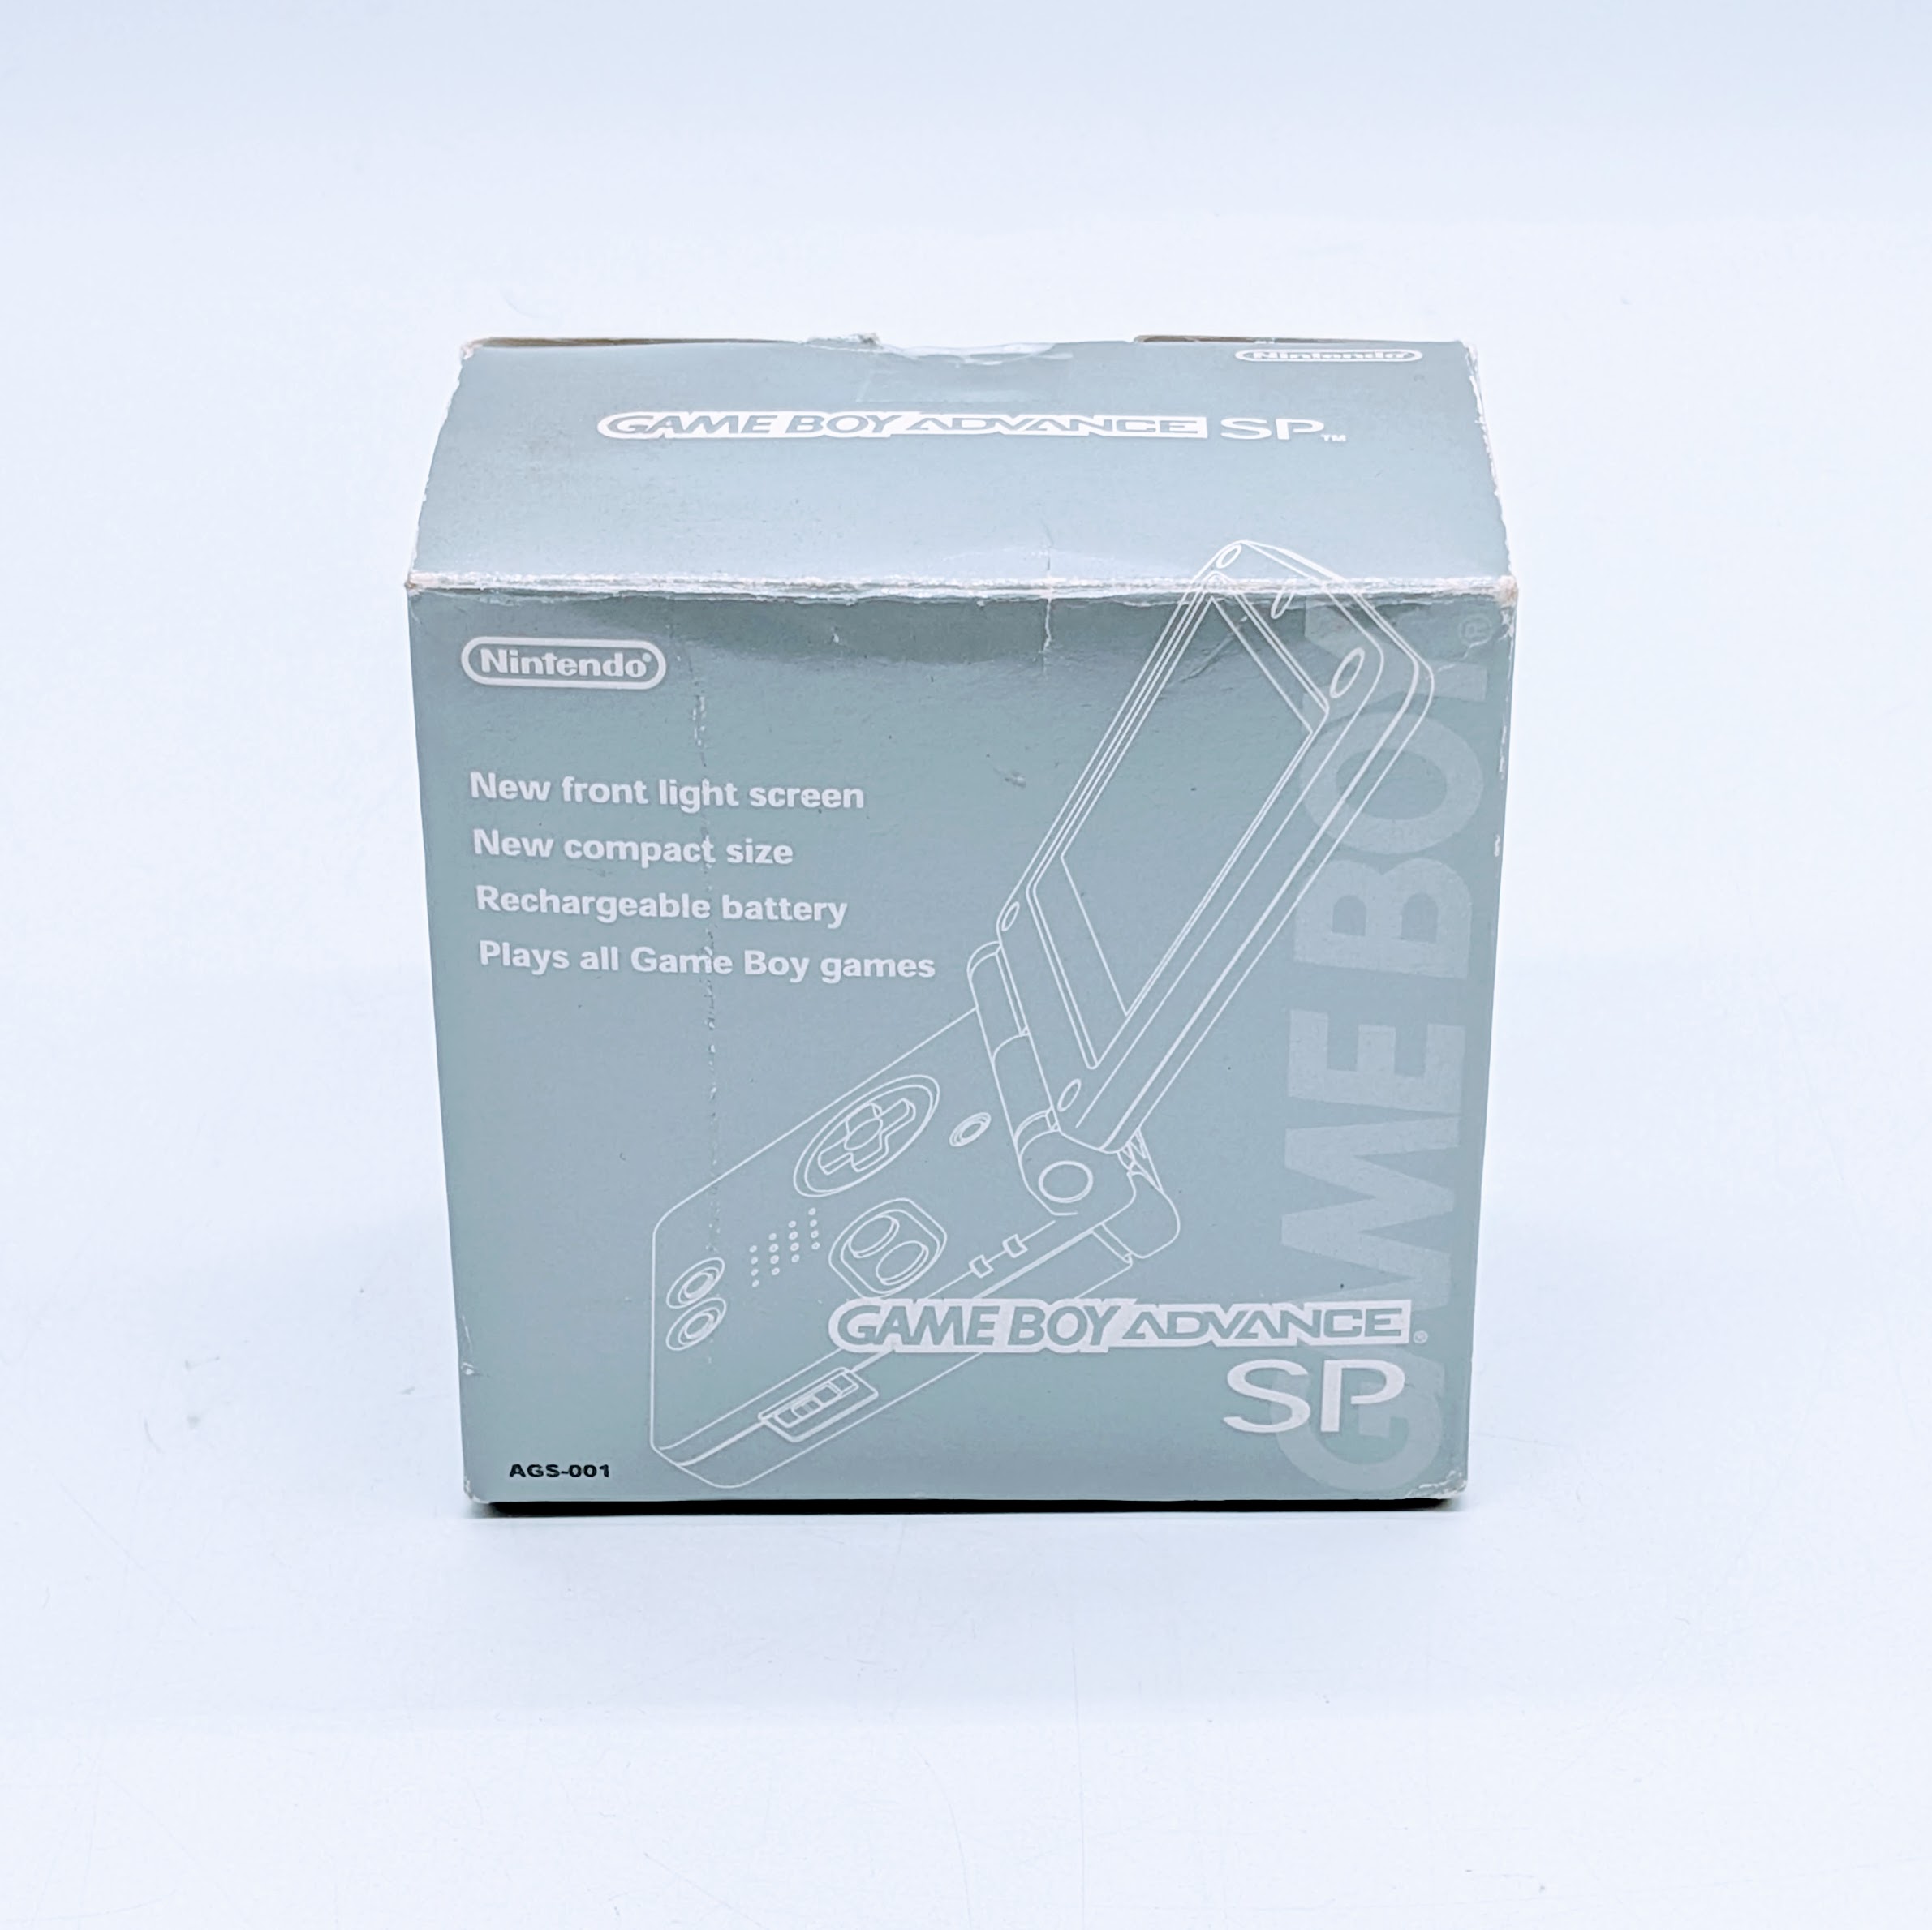 Nintendo®
GAME BOY ADVANCE SP™
Nintendo®
New front light screen
New compact size
Rechargeable battery
Plays all Game Boy games
GAME BOY®
GAME BOY ADVANCE®
SP
AGS-001